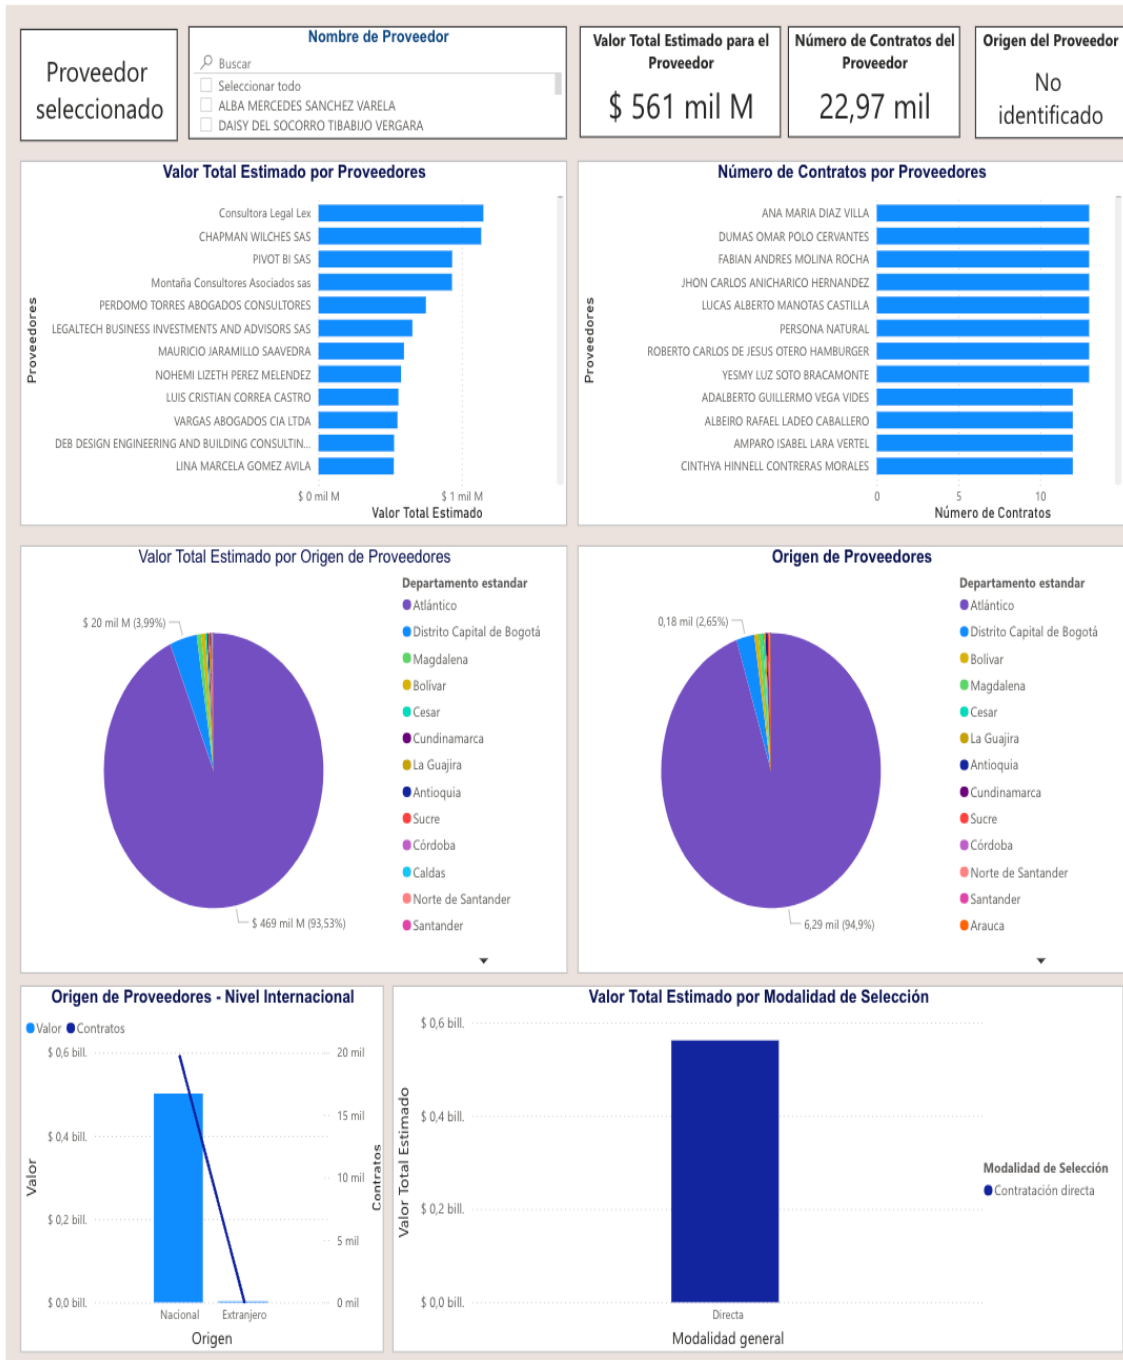 Proveedor
seleccionado
Nombre de Proveedor
Buscar
Seleccionar todo
ALBA MERCEDES SANCHEZ VARELA
DAISY DEL SOCORRO TIBABIJO VERGARA
Valor Total Estimado para el
Proveedor
$ 561 mil M
Número de Contratos del
Proveedor
22,97 mil
Origen del Proveedor
No
identificado
Valor Total Estimado por Proveedores
Proveedores
Consultora Legal Lex
CHAPMAN WILCHES SAS
PIVOT BI SAS
Montaña Consultores Asociados sas
PERDOMO TORRES ABOGADOS CONSULTORES
LEGALTECH BUSINESS INVESTMENTS AND ADVISORS SAS
MAURICIO JARAMILLO SAAVEDRA
NOHEMI LIZETH PEREZ MELENDEZ
LUIS CRISTIAN CORREA CASTRO
VARGAS ABOGADOS CIA LTDA
DEB DESIGN ENGINEERING AND BUILDING CONSULTIN...
LINA MARCELA GOMEZ AVILA
$ 0 mil M
$ 1 mil M
Valor Total Estimado
Número de Contratos por Proveedores
Proveedores
ANA MARIA DIAZ VILLA
DUMAS OMAR POLO CERVANTES
FABIAN ANDRES MOLINA ROCHA
JHON CARLOS ANICHARICO HERNANDEZ
LUCAS ALBERTO MANOTAS CASTILLA
PERSONA NATURAL
ROBERTO CARLOS DE JESUS OTERO HAMBURGER
YESMY LUZ SOTO BRACAMONTE
ADALBERTO GUILLERMO VEGA VIDES
ALBEIRO RAFAEL LADEO CABALLERO
AMPARO ISABEL LARA VERTEL
CINTHYA HINNELL CONTRERAS MORALES
0
5
10
Número de Contratos
Valor Total Estimado por Origen de Proveedores
$ 20 mil M (3,99%)
$ 469 mil M (93,53%)
Departamento estandar
Atlántico
Distrito Capital de Bogotá
Magdalena
Bolívar
Cesar
Cundinamarca
La Guajira
Antioquia
Sucre
Córdoba
Caldas
Norte de Santander
Santander
Origen de Proveedores
0,18 mil (2,65%)
6,29 mil (94,9%)
Departamento estandar
Atlántico
Distrito Capital de Bogotá
Bolívar
Magdalena
Cesar
La Guajira
Antioquia
Cundinamarca
Sucre
Córdoba
Norte de Santander
Santander
Arauca
Origen de Proveedores - Nivel Internacional
Valor
Contratos
Valor
$ 0,6 bill.
$ 0,4 bill.
$ 0,2 bill.
$ 0,0 bill.
20 mil
15 mil
10 mil
5 mil
0 mil
Contratos
Nacional
Extranjero
Origen
Valor Total Estimado por Modalidad de Selección
Valor Total Estimado
$ 0,6 bill.
$ 0,4 bill.
$ 0,2 bill.
$ 0,0 bill.
Directa
Modalidad general
Modalidad de Selección
Contratación directa